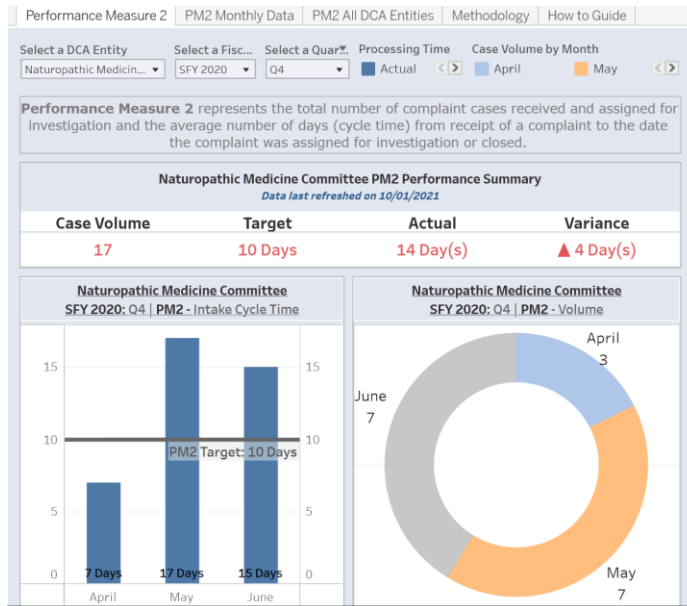 Performance Measure 2 PM2 Monthly Data PM2 All DCA Entities Methodology How to Guide
Select a DCA Entity Select a Fisc... Select a Quar... Processing Time Case Volume by Month
Naturopathic Medicin... SFY 2020 Q4 Actual April May
Performance Measure 2 represents the total number of complaint cases received and assigned for
investigation and the average number of days (cycle time) from receipt of a complaint to the date
the complaint was assigned for investigation or closed.
Naturopathic Medicine Committee PM2 Performance Summary
Data last refreshed on 10/01/2021
Case Volume Target Actual Variance
17 10 Days 14 Day(s) ▲ 4 Day(s)
Naturopathic Medicine Committee
SFY 2020: Q4 | PM2 - Intake Cycle Time
15 15
10 10
PM2 Target: 10 Days
5 5
0 7 Days 17 Days 15 Days 0
April May June
Naturopathic Medicine Committee
SFY 2020: Q4 | PM2 - Volume
April
3
June
7
May
7